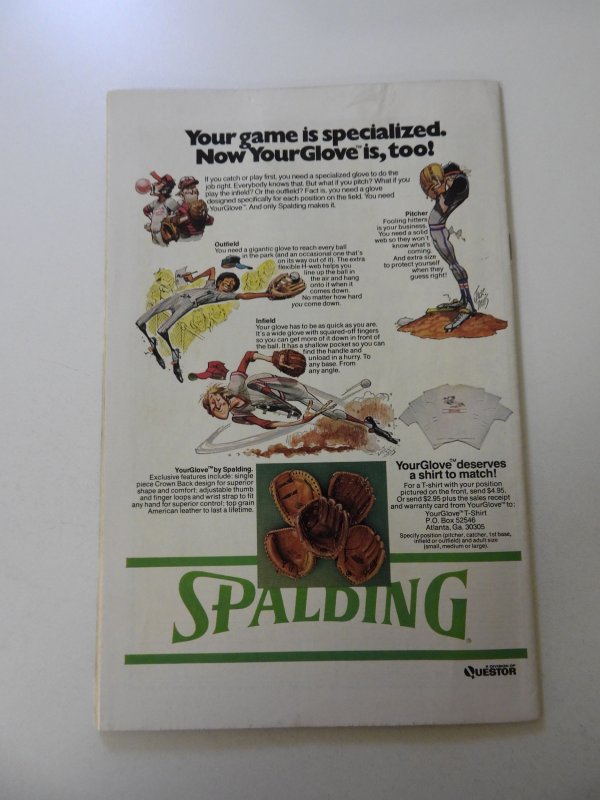 Your game is specialized.
Now YourGlove™ is, too!
If you catch or play first, you need a specialized glove to do the
job right. Everybody knows that. But what if you pitch? What if you
play the infield? Or the outfield? Fact is, you need a glove
designed specifically for each position on the field. You need
YourGlove™. And only Spalding makes it.
Pitcher
Fooling hitters
is your business.
You need a solid
web so they won't
know what's
coming.
And extra size
to protect yourself
when they
guess right!
Outfield
You need a gigantic glove to reach every ball
in the park (and an occasional one that's
on its way out of it). The extra
flexible H-web helps you
line up the ball in
the air and hang
onto it when it
comes down.
No matter how hard
you come down.
Infield
Your glove has to be as quick as you are.
It's a wide glove with squared-off fingers
so you can get more of it down in front of
the ball. It has a shallow pocket so you can
find the handle and
unload in a hurry. To
any base. From
any angle.
YourGlove™ by Spalding.
Exclusive features include: single
piece Crown Back design for superior
shape and comfort; adjustable thumb
and finger loops and wrist strap to fit
any hand for superior control; top grain
American leather to last a lifetime.
YourGlove™ deserves
a shirt to match!
For a T-shirt with your position
pictured on the front, send $4.95.
Or send $2.95 plus the sales receipt
and warranty card from YourGlove™ to:
YourGlove™ T-Shirt
P.O. Box 52546
Atlanta, Ga. 30305
Specify position (pitcher, catcher, 1st base,
infield or outfield) and adult size
(small, medium or large).
SPALDING®
A DIVISION OF
QUESTOR